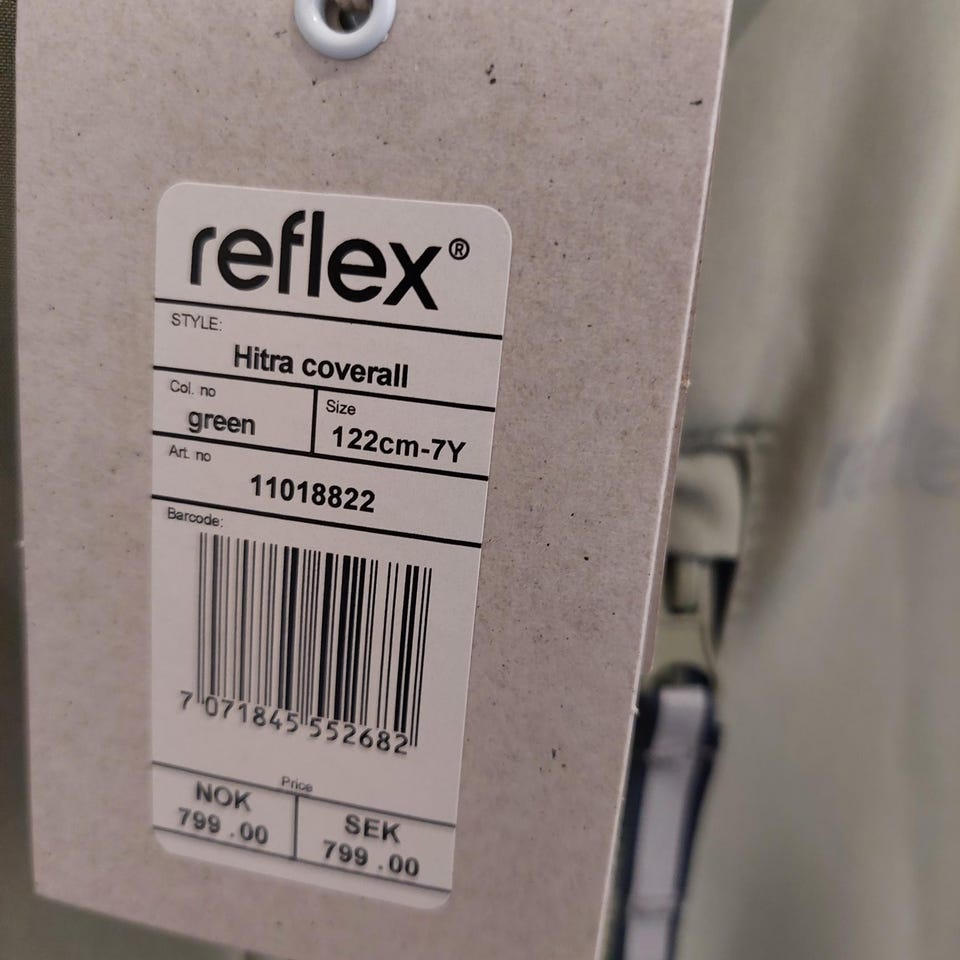 reflex®
STYLE:
Hitra coverall
Col. no
green
Size
122cm-7Y
Art. no
11018822
Barcode:
7 071845 552682
Price
NOK
799 .00
SEK
799 .00